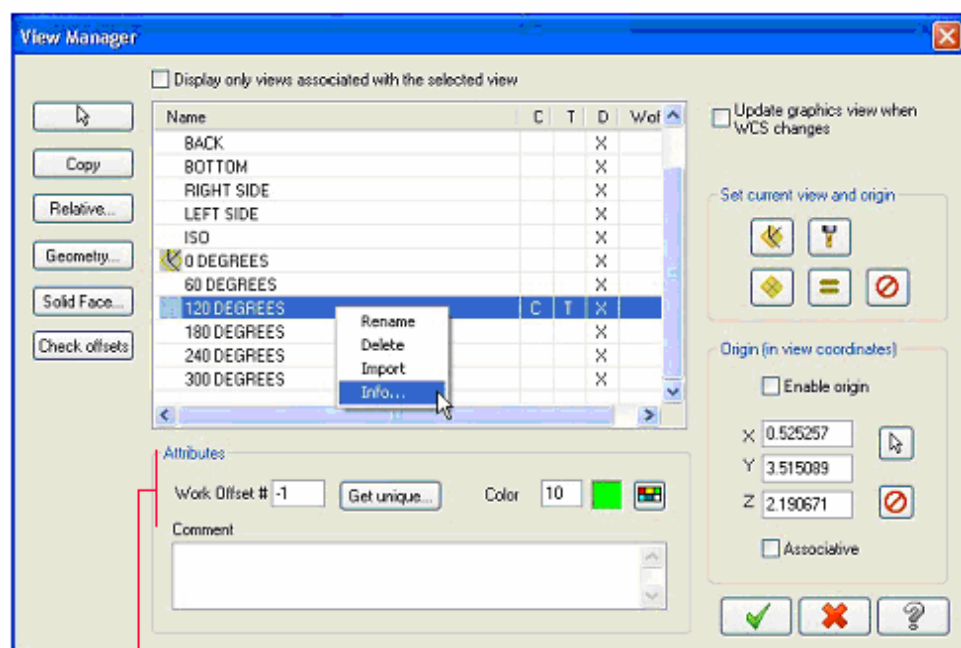 View Manager
Display only views associated with the selected view
Name C T D Wof
BACK X
BOTTOM X
RIGHT SIDE X
LEFT SIDE X
ISO X
0 DEGREES X
60 DEGREES X
120 DEGREES C T X
180 DEGREES X
240 DEGREES X
300 DEGREES X
Copy
Relative...
Geometry...
Solid Face...
Check offsets
Rename
Delete
Import
Info...
Update graphics view when
WCS changes
Set current view and origin
Origin (in view coordinates)
Enable origin
X 0.525257
Y 3.515089
Z 2.190671
Associative
Attributes
Work Offset # -1 Get unique... Color 10
Comment